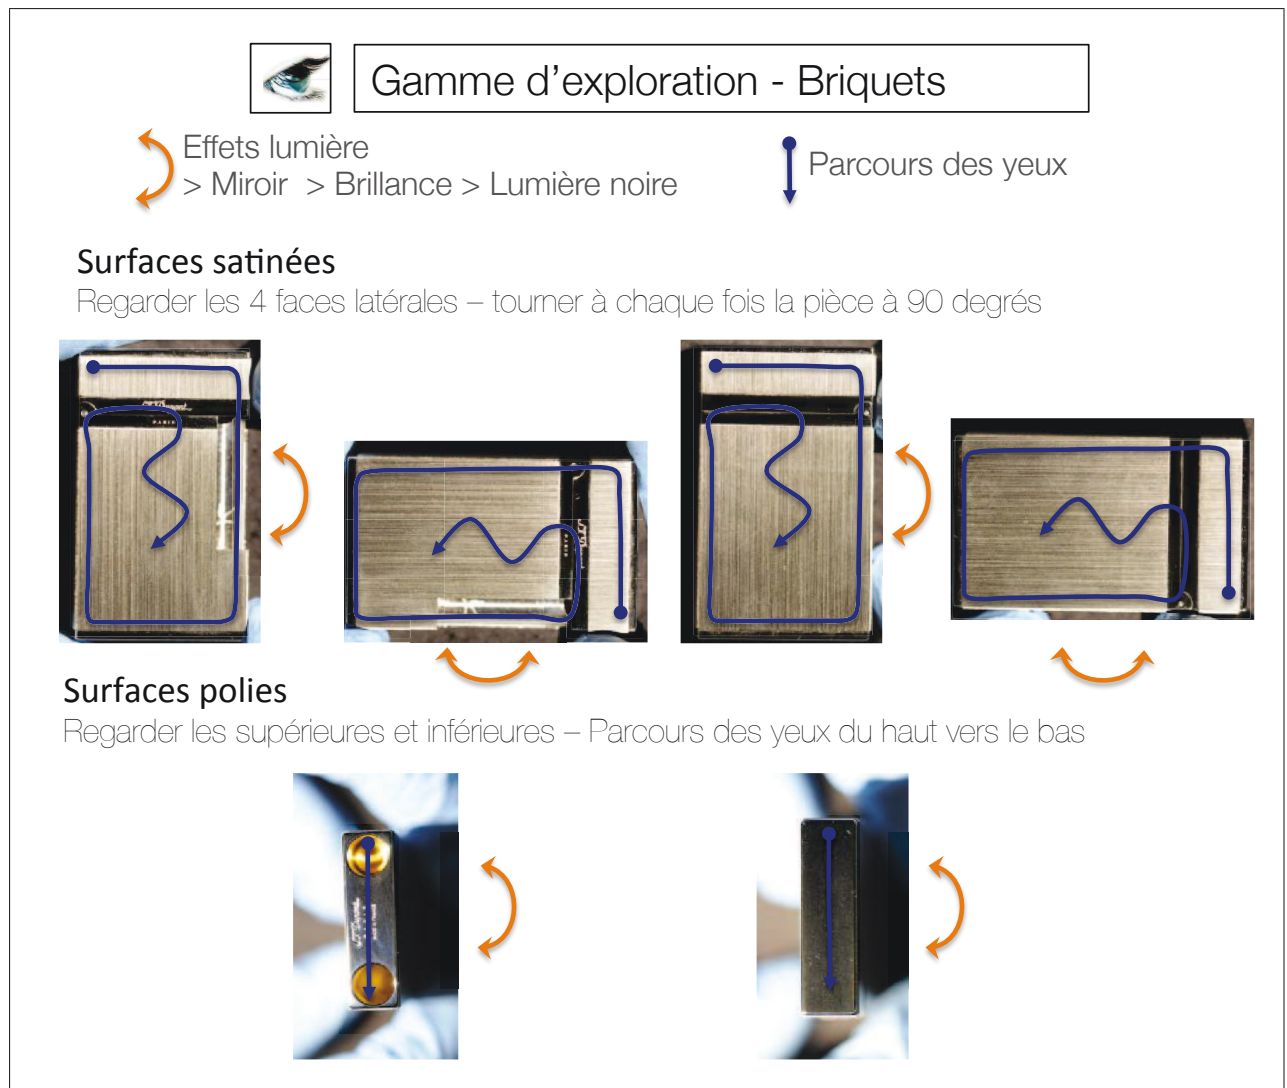 Gamme d'exploration - Briquets
Effets lumière
> Miroir > Brillance > Lumière noire
Parcours des yeux
Surfaces satinées
Regarder les 4 faces latérales – tourner à chaque fois la pièce à 90 degrés
Surfaces polies
Regarder les supérieures et inférieures – Parcours des yeux du haut vers le bas